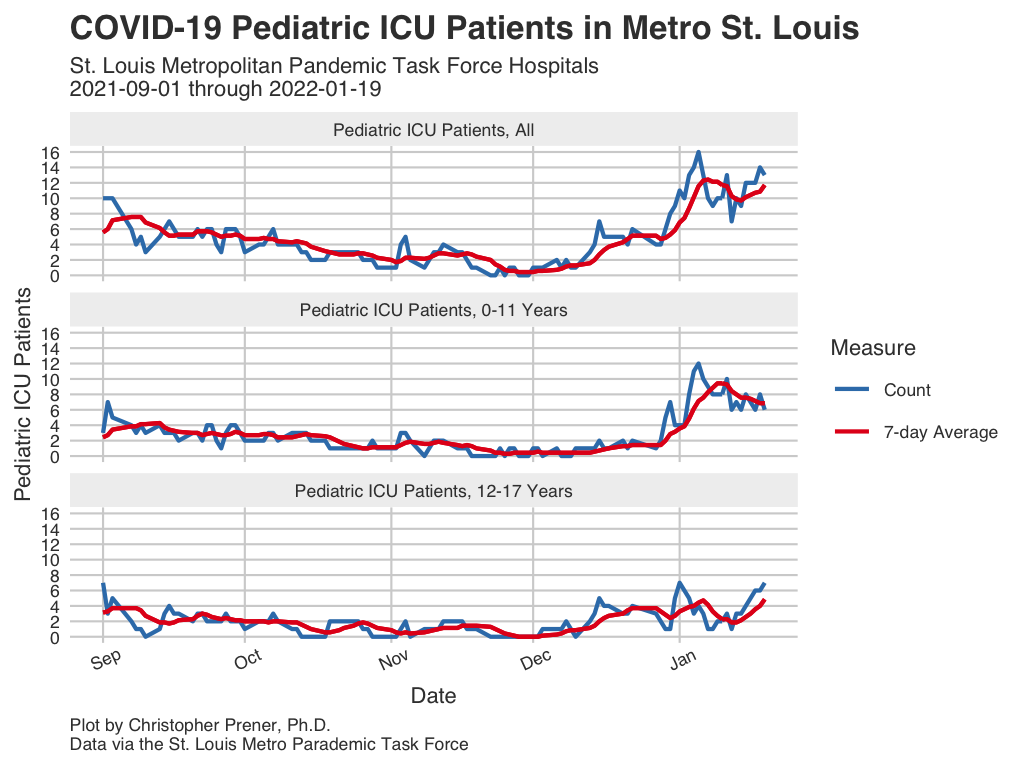 COVID-19 Pediatric ICU Patients in Metro St. Louis
St. Louis Metropolitan Pandemic Task Force Hospitals
2021-09-01 through 2022-01-19
Pediatric ICU Patients
Pediatric ICU Patients, All
16
14
12
10
8
6
4
2
0
Pediatric ICU Patients, 0-11 Years
16
14
12
10
8
6
4
2
0
Pediatric ICU Patients, 12-17 Years
16
14
12
10
8
6
4
2
0
Sep Oct Nov Dec Jan
Date
Measure
Count
7-day Average
Plot by Christopher Prener, Ph.D.
Data via the St. Louis Metro Parademic Task Force